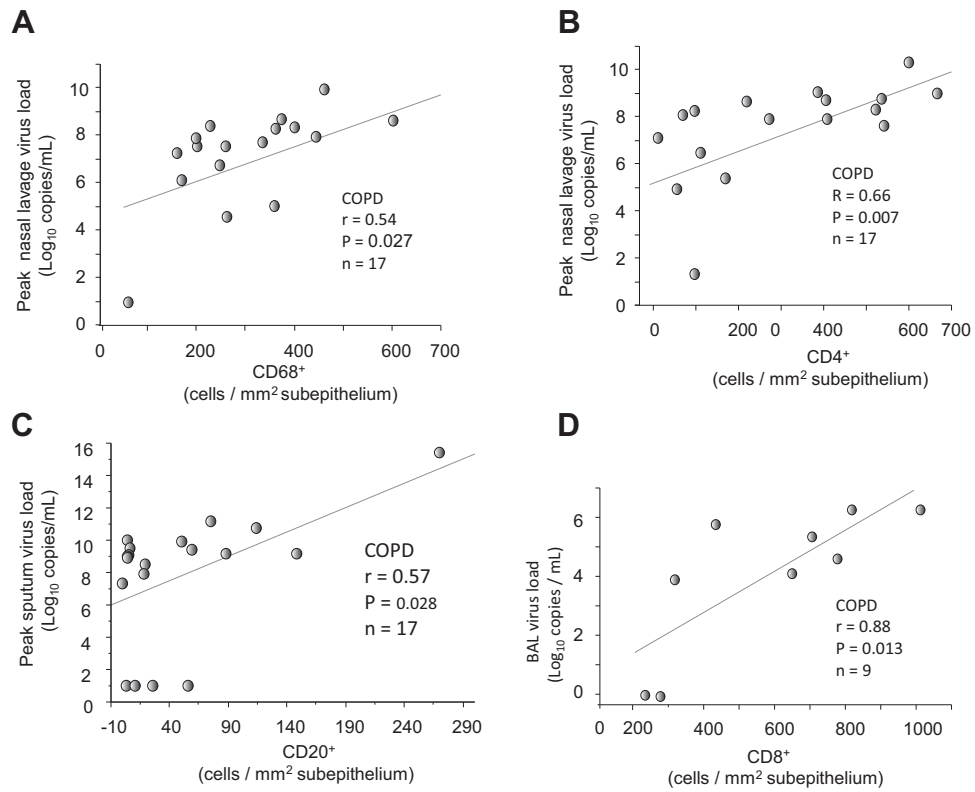 A
Peak nasal lavage virus load
(Log10 copies/mL)
10
8
6
4
2
0
COPD
r = 0.54
P = 0.027
n = 17
0
200
400
600
700
CD68+
(cells / mm2 subepithelium)
B
Peak nasal lavage virus load
(Log10 copies/mL)
10
8
6
4
2
0
COPD
R = 0.66
P = 0.007
n = 17
0
200
0
400
600
700
CD4+
(cells / mm2 subepithelium)
C
Peak sputum virus load
(Log10 copies/mL)
16
14
12
10
8
6
4
2
0
COPD
r = 0.57
P = 0.028
n = 17
-10
40
90
140
190
240
290
CD20+
(cells / mm2 subepithelium)
D
BAL virus load
(Log10 copies / mL)
6
4
2
0
COPD
r = 0.88
P = 0.013
n = 9
0
200
400
600
800
1000
CD8+
(cells / mm2 subepithelium)